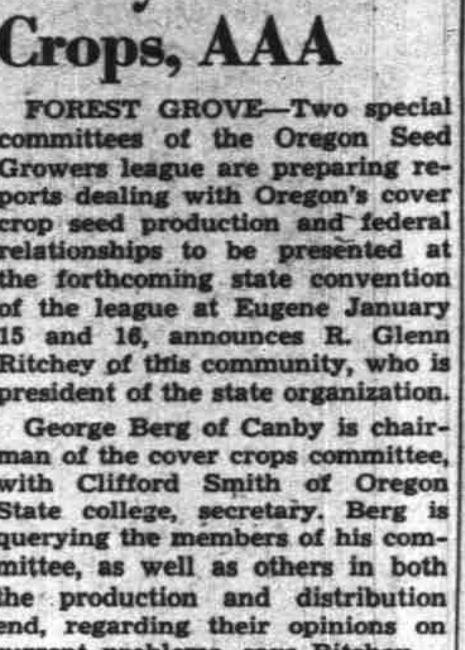 Crops, AAA
FOREST GROVE—Two special
committees of the Oregon Seed
Growers league are preparing re-
ports dealing with Oregon's cover
crop seed production and federal
relationships to be presented at
the forthcoming state convention
of the league at Eugene January
15 and 16, announces R. Glenn
Ritchey of this community, who is
president of the state organization.
George Berg of Canby is chair-
man of the cover crops committee,
with Clifford Smith of Oregon
State college, secretary. Berg is
querying the members of his com-
mittee, as well as others in both
the production and distribution
end, regarding their opinions on